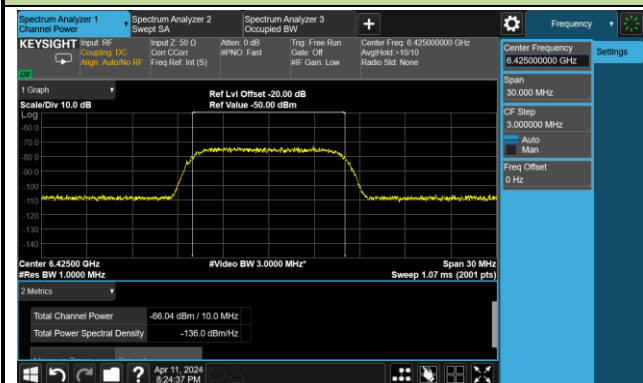 Spectrum Analyzer 1
Channel Power
Spectrum Analyzer 2
Swept SA
Spectrum Analyzer 3
Occupied BW
+
Frequency
KEYSIGHT
Input: RF
Coupling: DC
Align: Auto/No RF
Input Z: 50 Ω
Corr CCorr
Freq Ref: Int (S)
Atten: 0 dB
#PNO: Fast
Trig: Free Run
Gate: Off
#IF Gain: Low
Center Freq: 6.425000000 GHz
Avg|Hold:>10/10
Radio Std: None
LW
Center Frequency
6.425000000 GHz
Settings
Span
30.000 MHz
CF Step
3.000000 MHz
Auto
Man
Freq Offset
0 Hz
1 Graph
Scale/Div 10.0 dB
Ref Lvl Offset -20.00 dB
Ref Value -50.00 dBm
Log
-60.0
-70.0
-80.0
-90.0
-100
-110
-120
-130
-140
Center 6.42500 GHz
#Res BW 1.0000 MHz
#Video BW 3.0000 MHz*
Span 30 MHz
Sweep 1.07 ms (2001 pts)
2 Metrics
Total Channel Power -66.04 dBm / 10.0 MHz
Total Power Spectral Density -136.0 dBm/Hz
?
Apr 11, 2024
8:24:37 PM